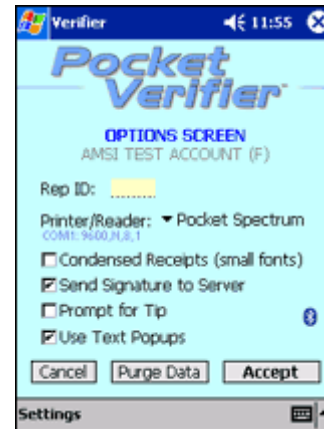 Verifier 11:55
Pocket
Verifier
OPTIONS SCREEN
AMSI TEST ACCOUNT (F)
Rep ID:
Printer/Reader: Pocket Spectrum
COM1: 9600,N,8,1
Condensed Receipts (small fonts)
Send Signature to Server
Prompt for Tip
Use Text Popups
Cancel Purge Data Accept
Settings